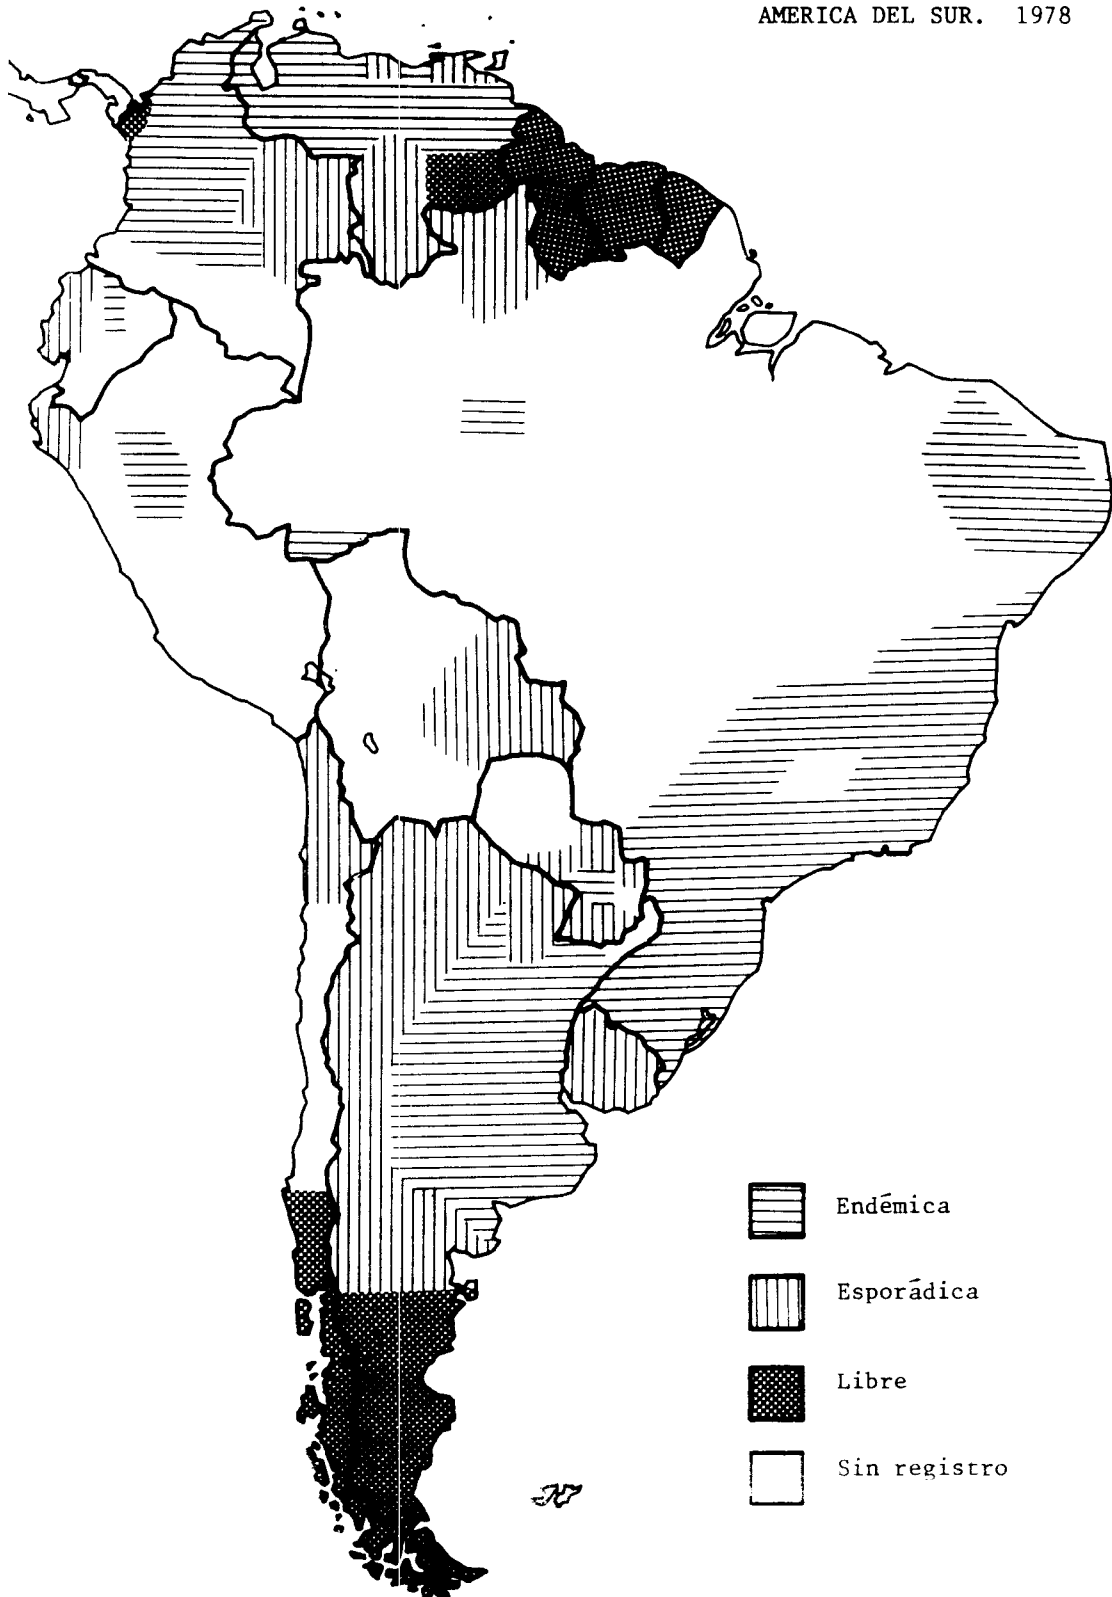 AMERICA DEL SUR. 1978
Endémica
Esporádica
Libre
Sin registro